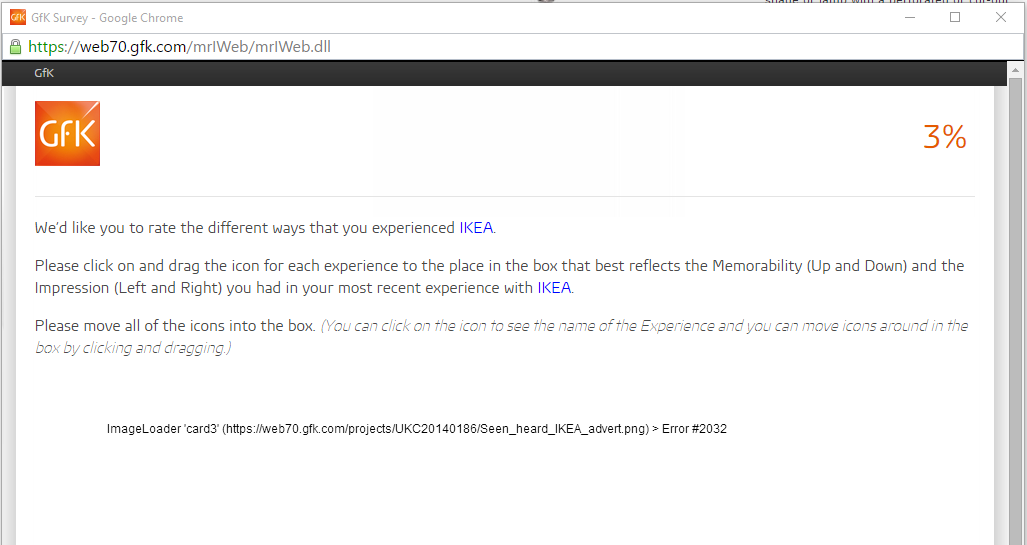 GfK Survey - Google Chrome
https://web70.gfk.com/mrIWeb/mrIWeb.dll
GfK
GfK
3%
We'd like you to rate the different ways that you experienced IKEA.
Please click on and drag the icon for each experience to the place in the box that best reflects the Memorability (Up and Down) and the
Impression (Left and Right) you had in your most recent experience with IKEA.
Please move all of the icons into the box. (You can click on the icon to see the name of the Experience and you can move icons around in the
box by clicking and dragging.)
ImageLoader 'card3' (https://web70.gfk.com/projects/UKC20140186/Seen_heard_IKEA_advert.png) > Error #2032